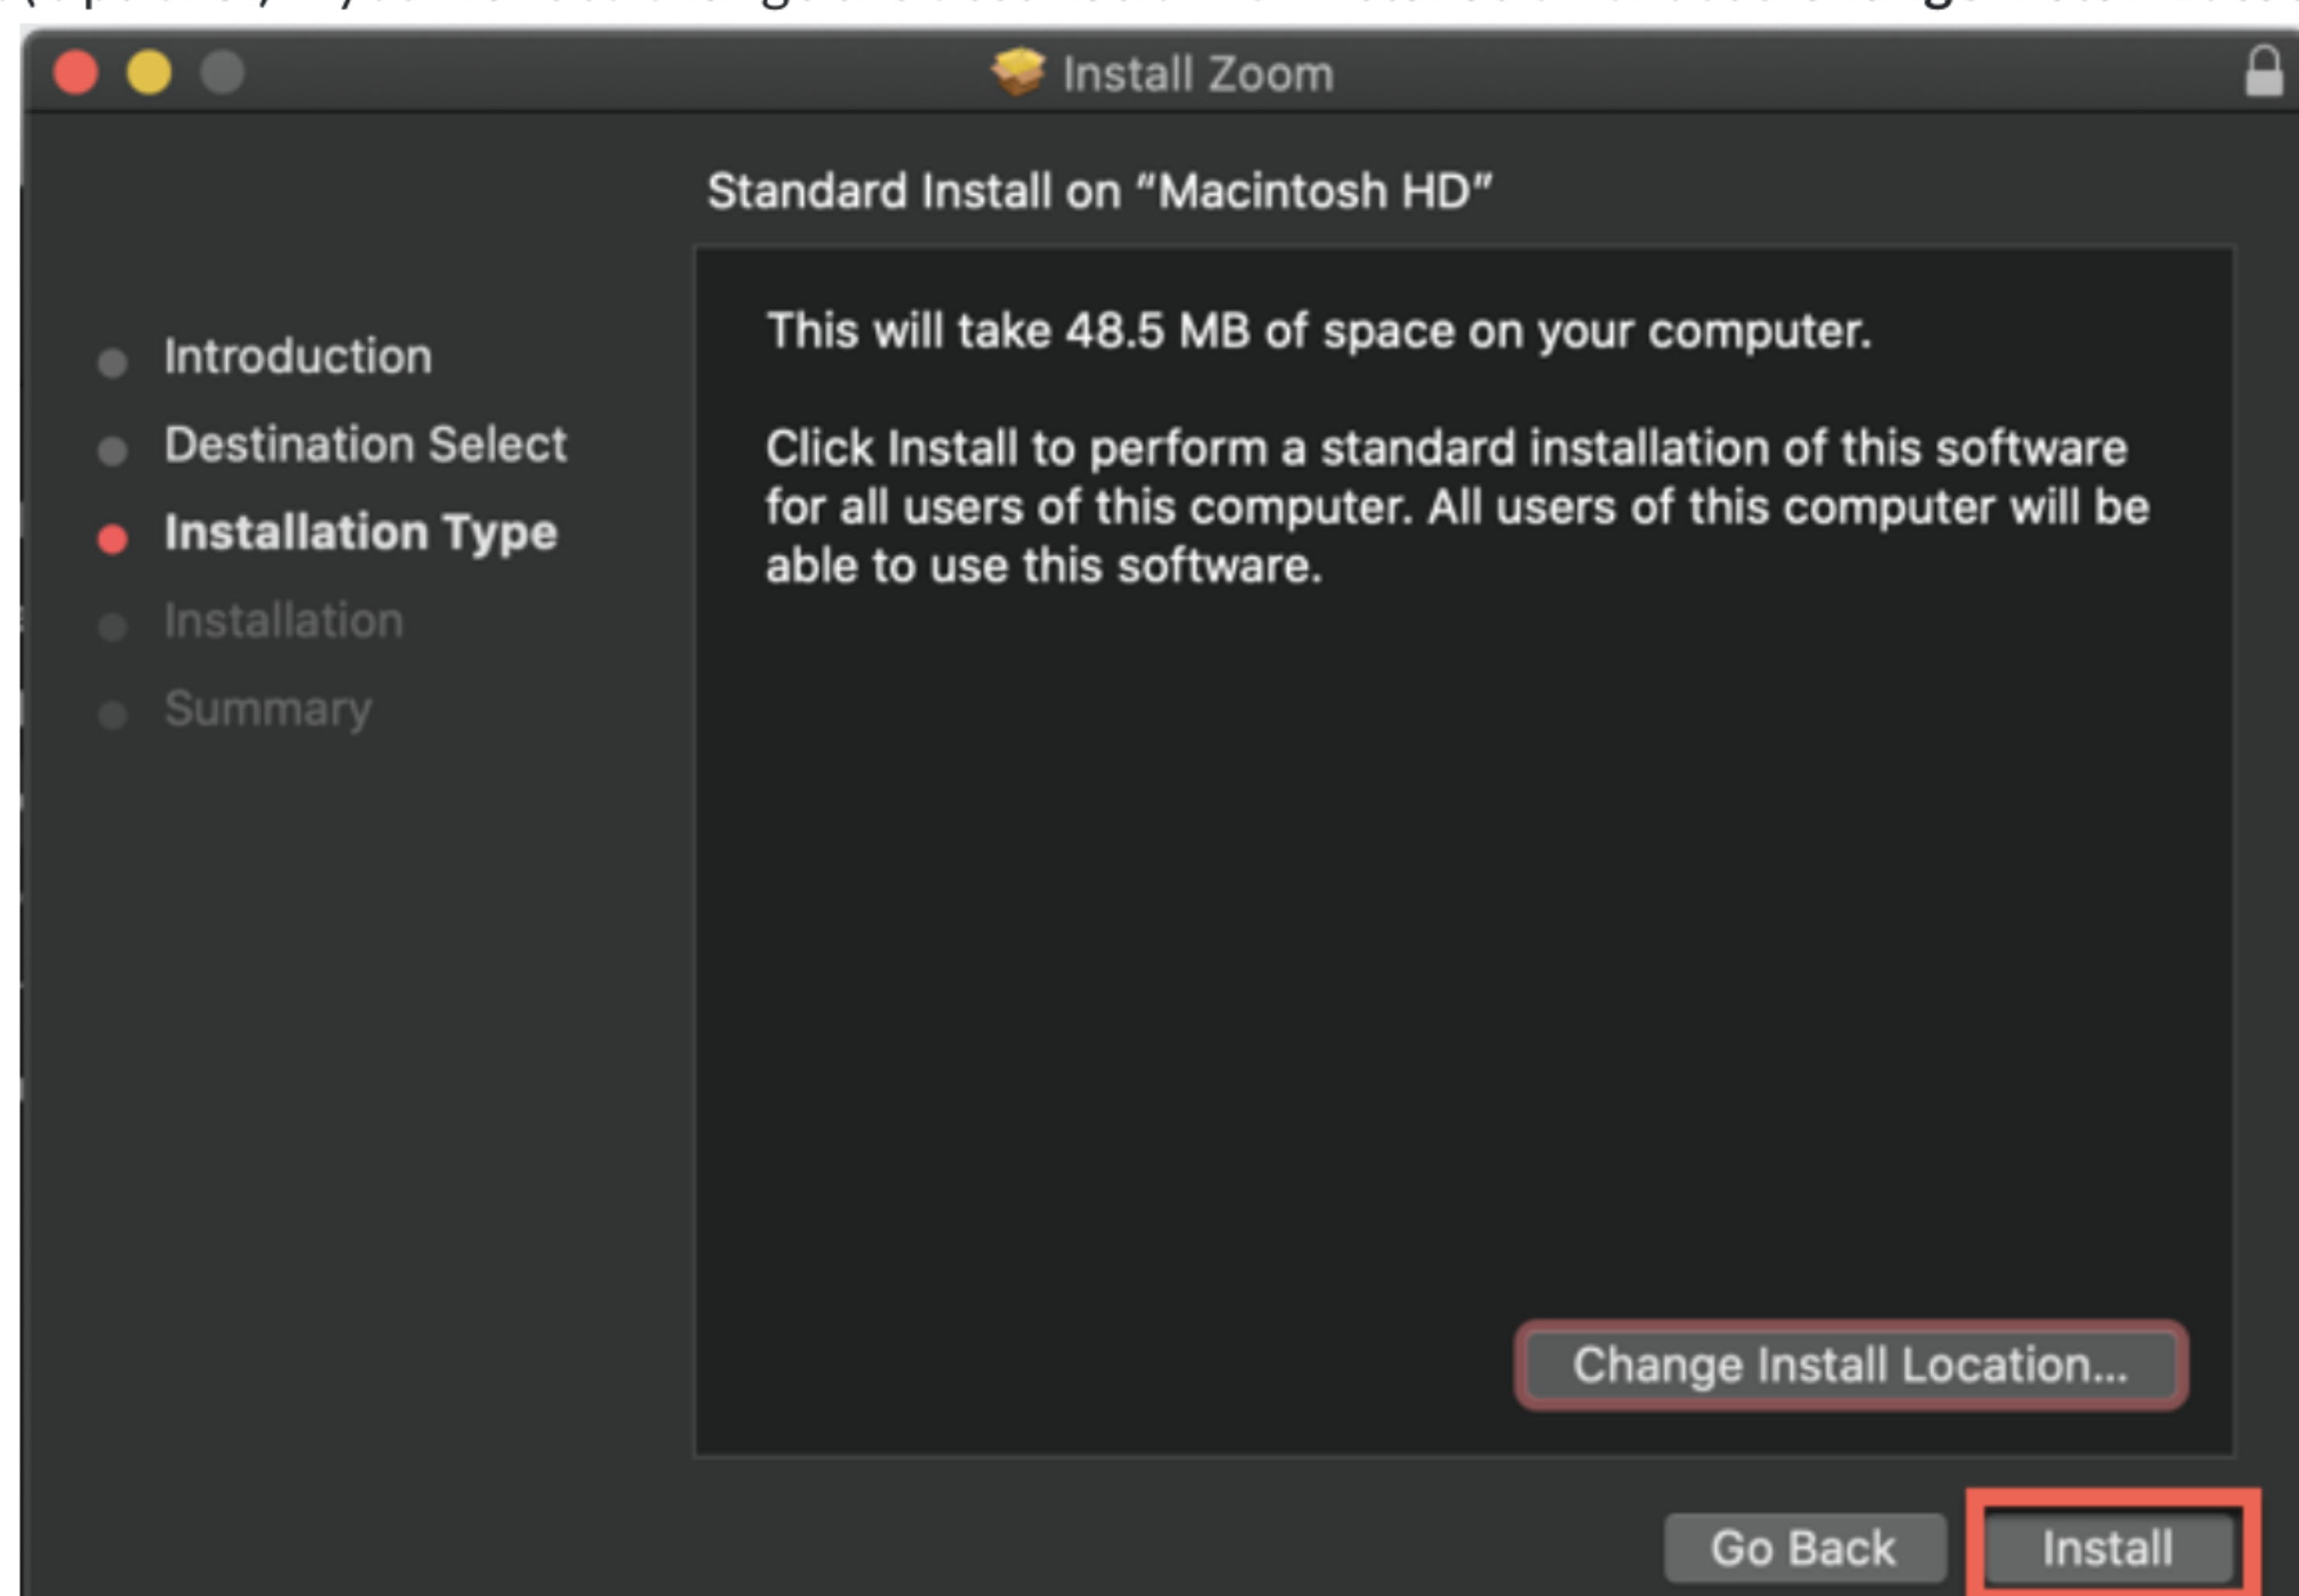 Install Zoom
Standard Install on “Macintosh HD”
Introduction
Destination Select
Installation Type
Installation
Summary
This will take 48.5 MB of space on your computer.
Click Install to perform a standard installation of this software
for all users of this computer. All users of this computer will be
able to use this software.
Change Install Location...
Go Back
Install